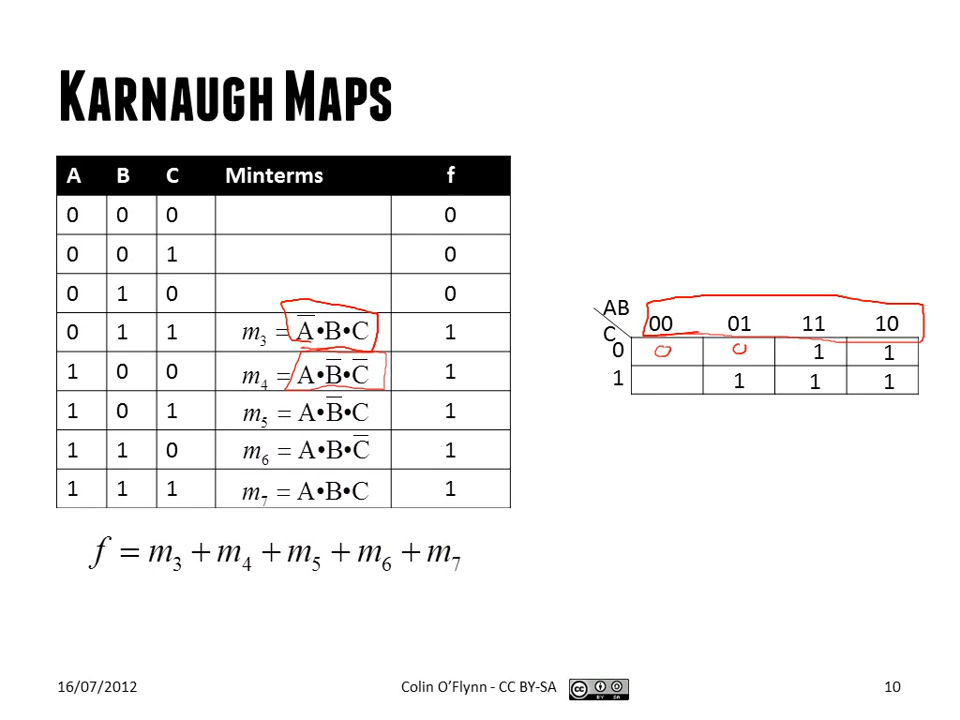 KARNAUGH MAPS
A B C Minterms f
0 0 0 0
0 0 1 0
0 1 0 0
0 1 1 m₃ = A̅•B•C 1
1 0 0 m₄ = A•B̅•C̅ 1
1 0 1 m₅ = A•B̅•C 1
1 1 0 m₆ = A•B•C̅ 1
1 1 1 m₇ = A•B•C 1
f = m₃ + m₄ + m₅ + m₆ + m₇
AB
C 00 01 11 10
0 0 0 1 1
1 1 1 1
16/07/2012 Colin O'Flynn - CC BY-SA cc BY SA 10